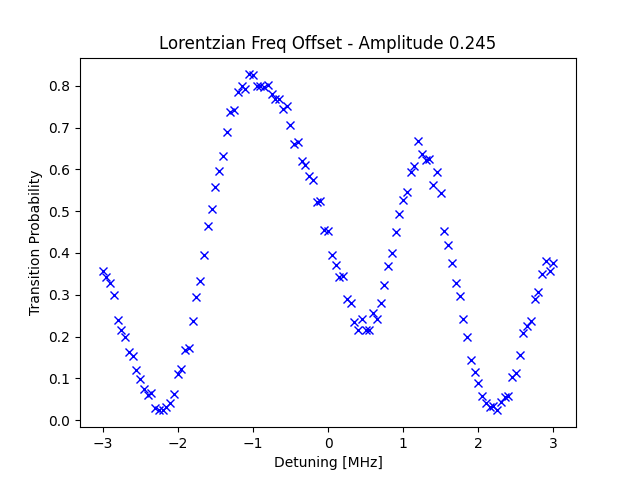 Lorentzian Freq Offset - Amplitude 0.245
Transition Probability
0.8
0.7
0.6
0.5
0.4
0.3
0.2
0.1
0.0
−3 −2 −1 0 1 2 3
Detuning [MHz]